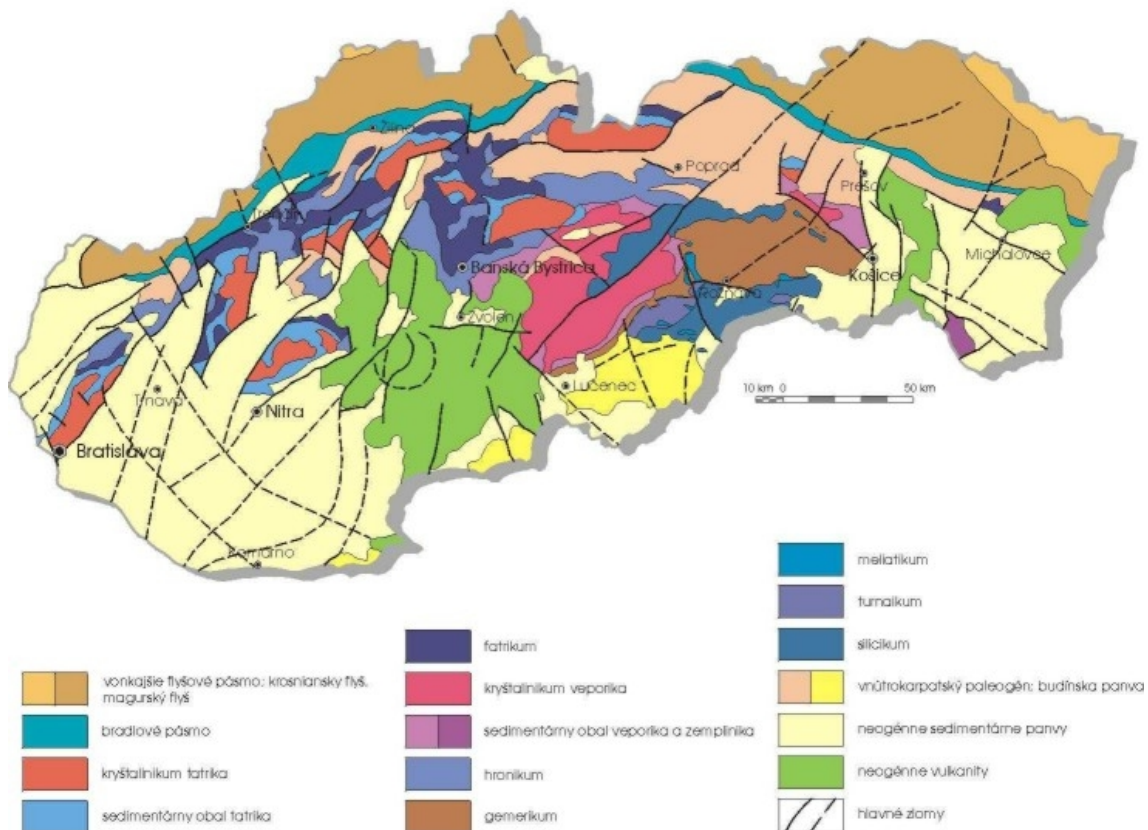 Žilina
Poprad
Prešov
Trenčín
Michalovce
Banská Bystrica
Košice
Rožňava
Zvolen
Lučenec
10 km 0 50 km
Trnava
Nitra
Bratislava
Komárno
vonkajšie flyšové pásmo: krosniansky flyš,
magurský flyš
bradlové pásmo
kryštalinikum tatrika
sedimentárny obal tatrika
fatrikum
kryštalinikum veporika
sedimentárny obal veporika a zemplinika
hronikum
gemerikum
meliatikum
turnaikum
silicikum
vnútrokarpatský paleogén; budínska panva
neogénne sedimentárne panvy
neogénne vulkanity
hlavné zlomy